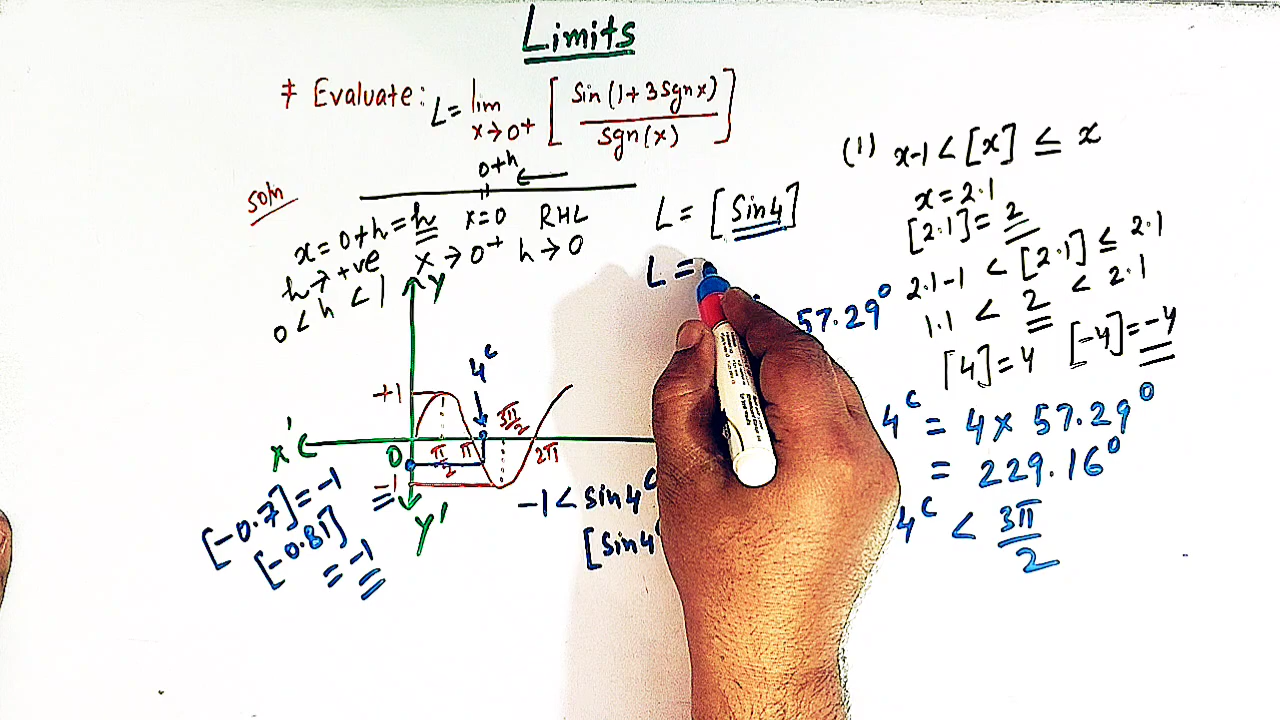 Limits
# Evaluate: L = lim x→0+ [ sin(1+3sgnx) / sgn(x) ]
soln
0+h
x = 0+h = h x=0 RHL
h → +ve x → 0+ h → 0
0 < h < 1
L = [sin4]
L =
(1) x-1 < [x] ≤ x
x = 2.1
[2.1] = 2
2.1-1 < [2.1] ≤ 2.1
1.1 < 2 < 2.1
[4] = 4 [-4] = -4
57.29°
4ᶜ = 4 × 57.29°
= 229.16°
4ᶜ < 3π/2
Y
4ᶜ
+1
x' 0 π/2 π 3π/2 2π
-1
Y'
[-0.7] = -1
[-0.81]
= -1
-1 < sin4ᶜ
[sin4ᶜ